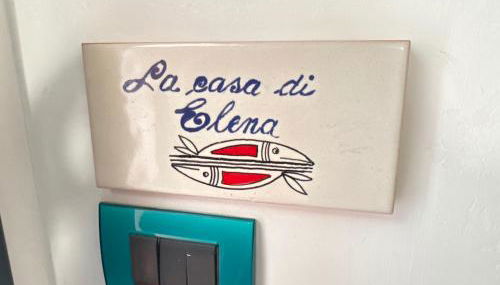 La casa di
Elena